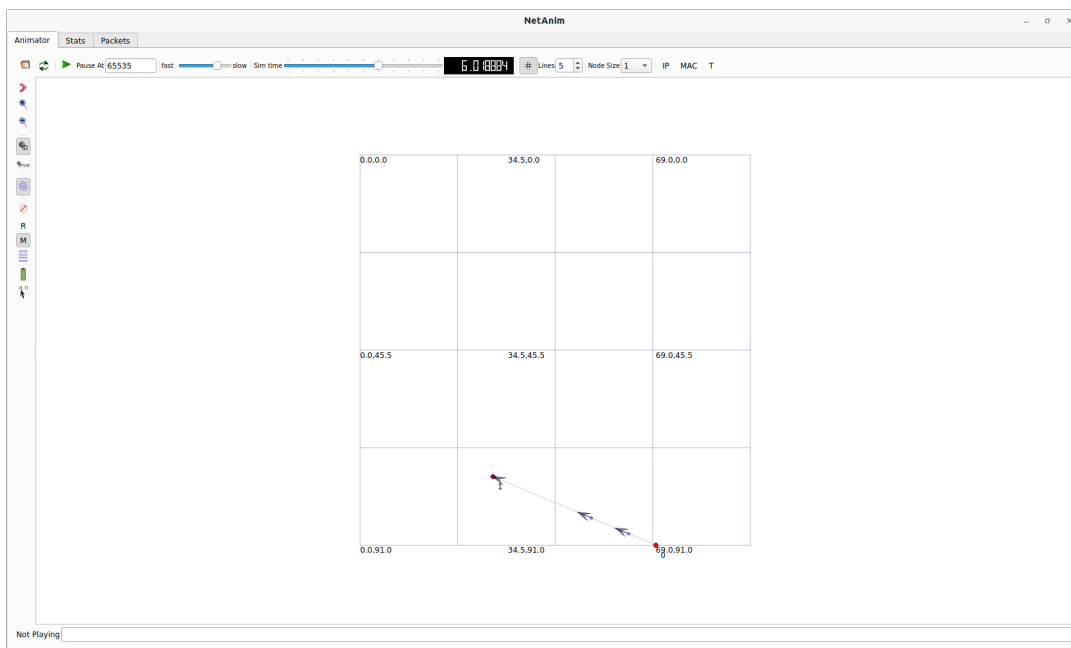 NetAnim
Animator Stats Packets
Pause At 65535 fast slow Sim time 6.018884 # Lines 5 Node Size 1 IP MAC T
R
M
0.0,0.0 34.5,0.0 69.0,0.0
0.0,45.5 34.5,45.5 69.0,45.5
1
0.0,91.0 34.5,91.0 69.0,91.0
0
Not Playing